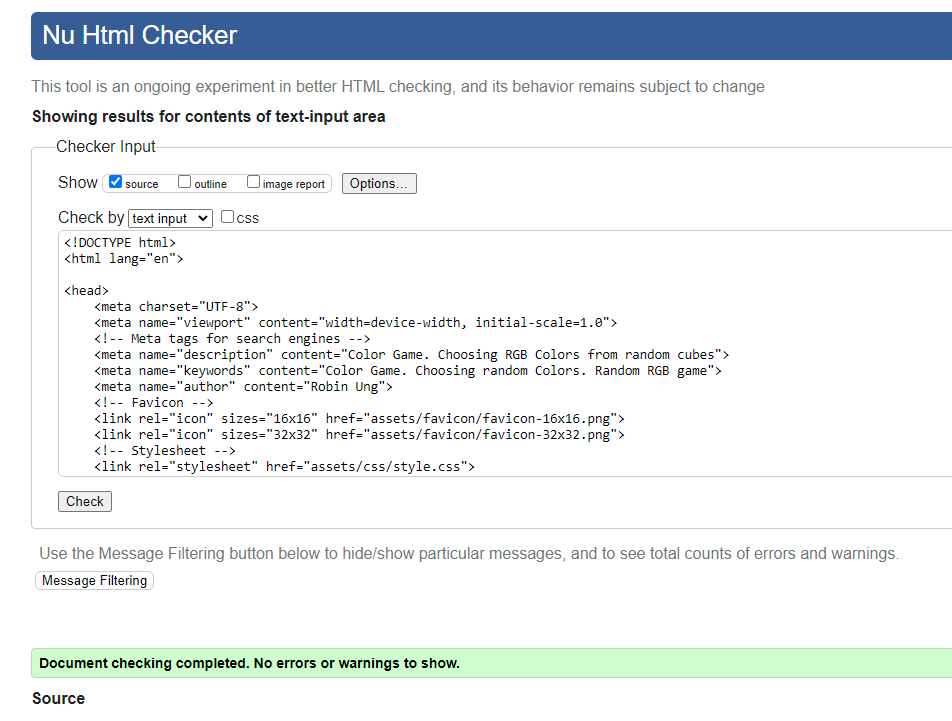 Nu Html Checker
This tool is an ongoing experiment in better HTML checking, and its behavior remains subject to change
Showing results for contents of text-input area
Checker Input
Show source outline image report Options...
Check by text input css
<!DOCTYPE html>
<html lang="en">
<head>
<meta charset="UTF-8">
<meta name="viewport" content="width=device-width, initial-scale=1.0">
<!-- Meta tags for search engines -->
<meta name="description" content="Color Game. Choosing RGB Colors from random cubes">
<meta name="keywords" content="Color Game. Choosing random Colors. Random RGB game">
<meta name="author" content="Robin Ung">
<!-- Favicon -->
<link rel="icon" sizes="16x16" href="assets/favicon/favicon-16x16.png">
<link rel="icon" sizes="32x32" href="assets/favicon/favicon-32x32.png">
<!-- Stylesheet -->
<link rel="stylesheet" href="assets/css/style.css">
Check
Use the Message Filtering button below to hide/show particular messages, and to see total counts of errors and warnings.
Message Filtering
Document checking completed. No errors or warnings to show.
Source